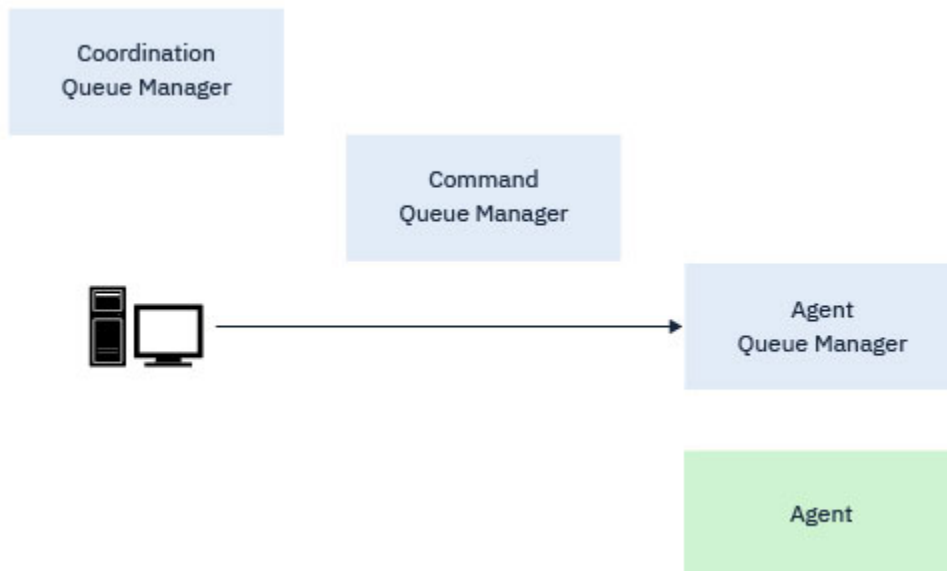 Coordination
Queue Manager
Command
Queue Manager
Agent
Queue Manager
Agent